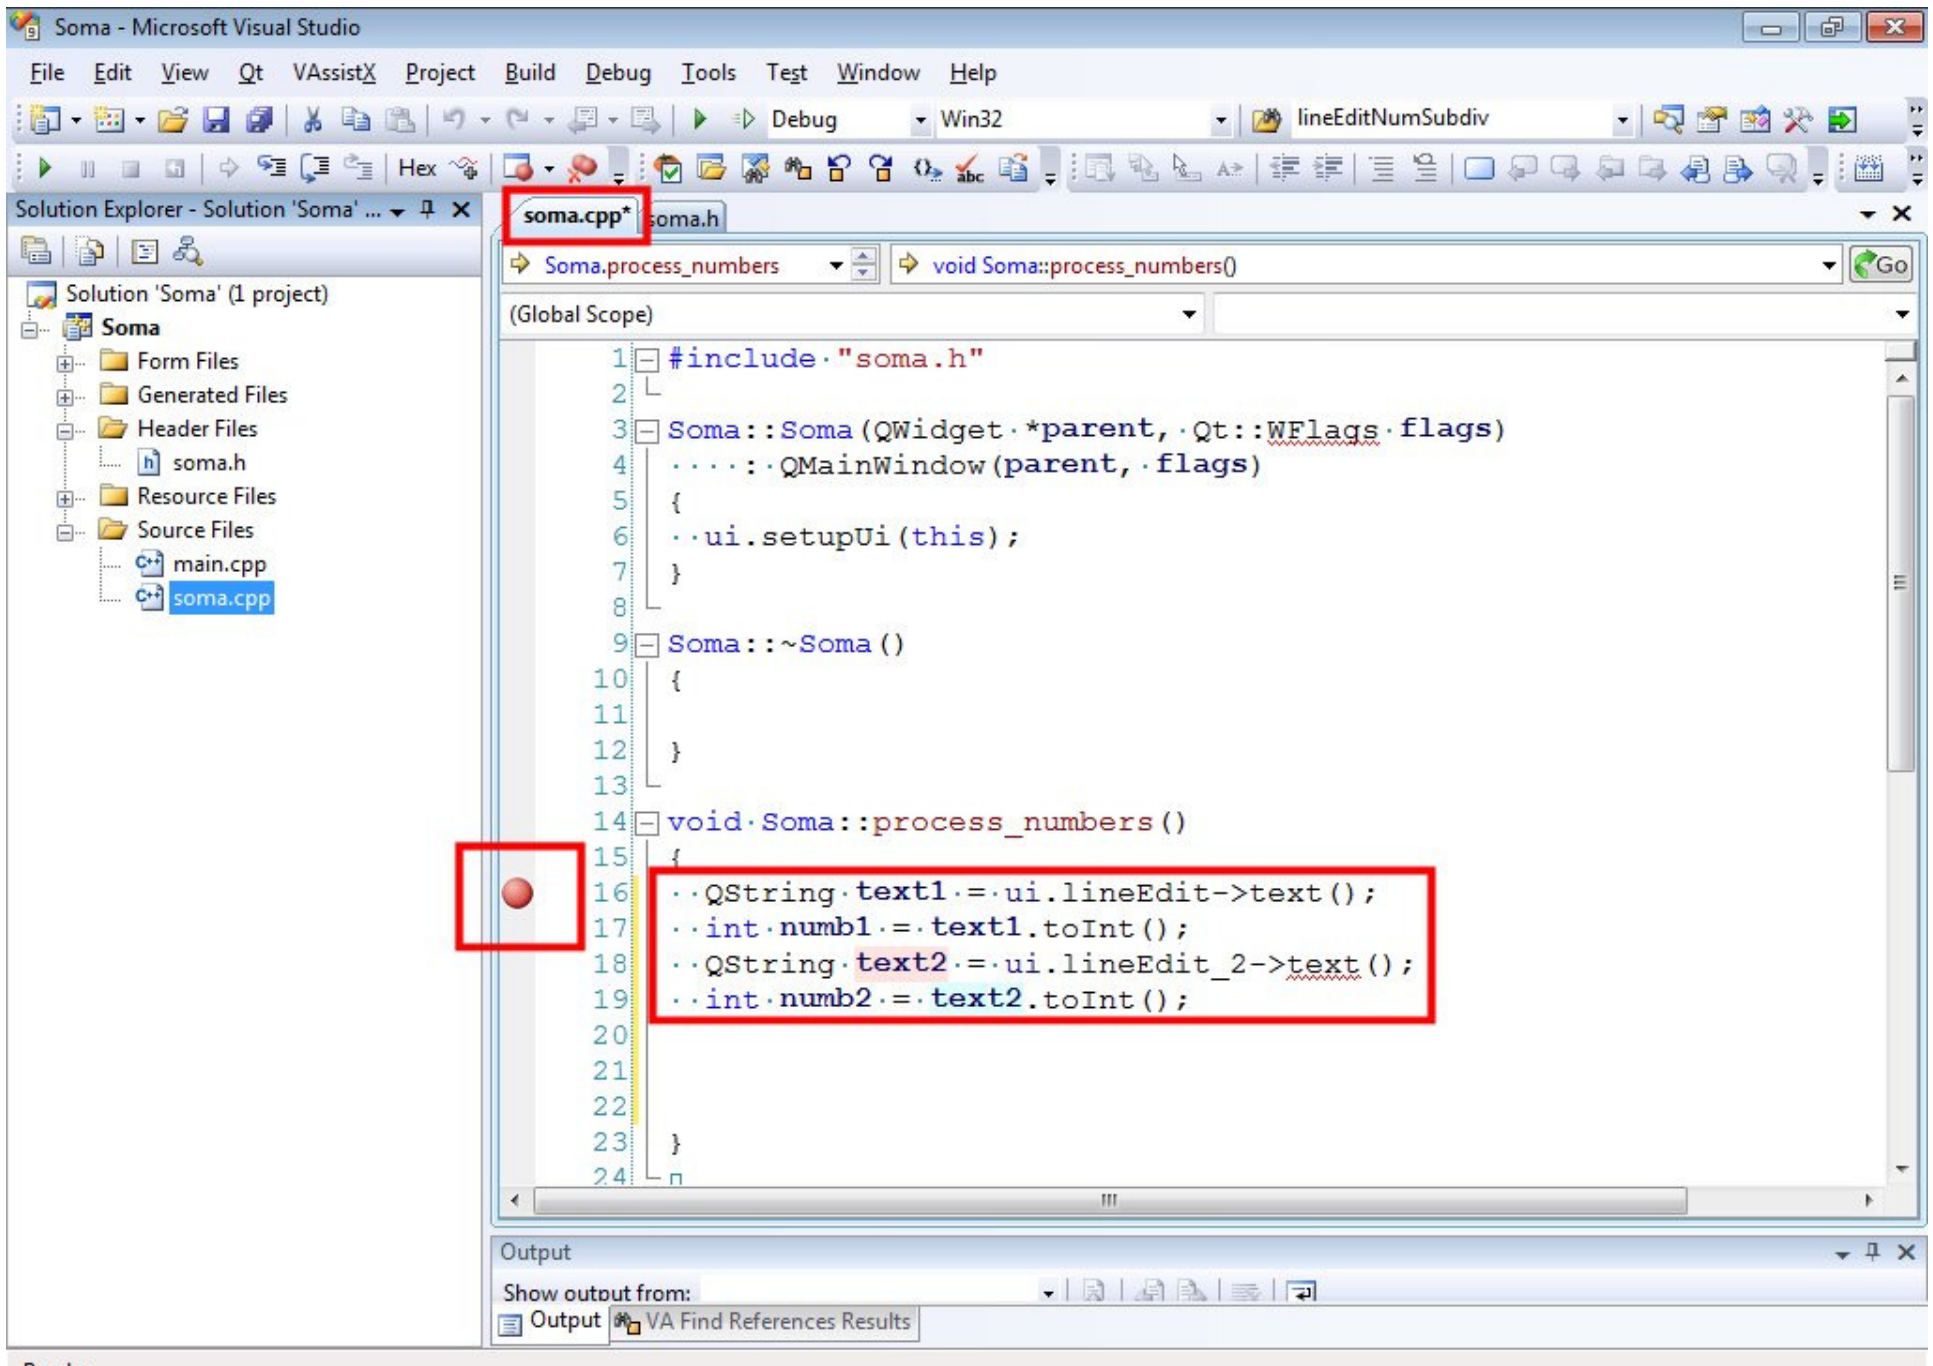 Soma - Microsoft Visual Studio
File Edit View Qt VAssistX Project Build Debug Tools Test Window Help
Debug Win32 lineEditNumSubdiv
Hex
Solution Explorer - Solution 'Soma' ...
soma.cpp* soma.h
Soma.process_numbers void Soma::process_numbers() Go
(Global Scope)
Solution 'Soma' (1 project)
Soma
Form Files
Generated Files
Header Files
soma.h
Resource Files
Source Files
main.cpp
soma.cpp
1 #include "soma.h"
2
3 Soma::Soma(QWidget *parent, Qt::WFlags flags)
4 : QMainWindow(parent, flags)
5 {
6 ui.setupUi(this);
7 }
8
9 Soma::~Soma()
10 {
11
12 }
13
14 void Soma::process_numbers()
15 {
16 QString text1 = ui.lineEdit->text();
17 int numb1 = text1.toInt();
18 QString text2 = ui.lineEdit_2->text();
19 int numb2 = text2.toInt();
20
21
22
23 }
24
Output
Show output from:
Output VA Find References Results